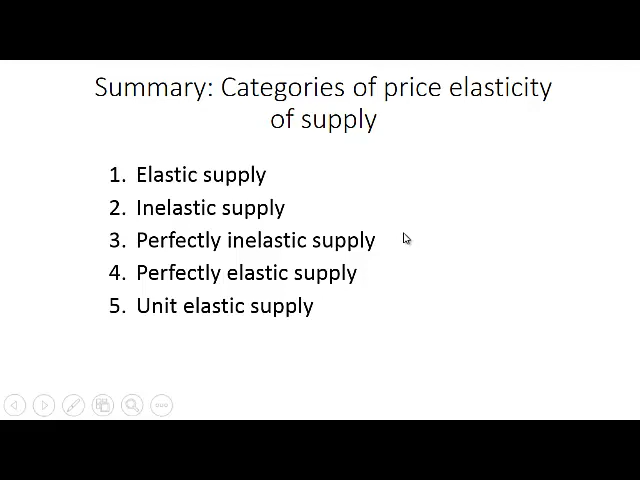 Summary: Categories of price elasticity
of supply
1. Elastic supply
2. Inelastic supply
3. Perfectly inelastic supply
4. Perfectly elastic supply
5. Unit elastic supply